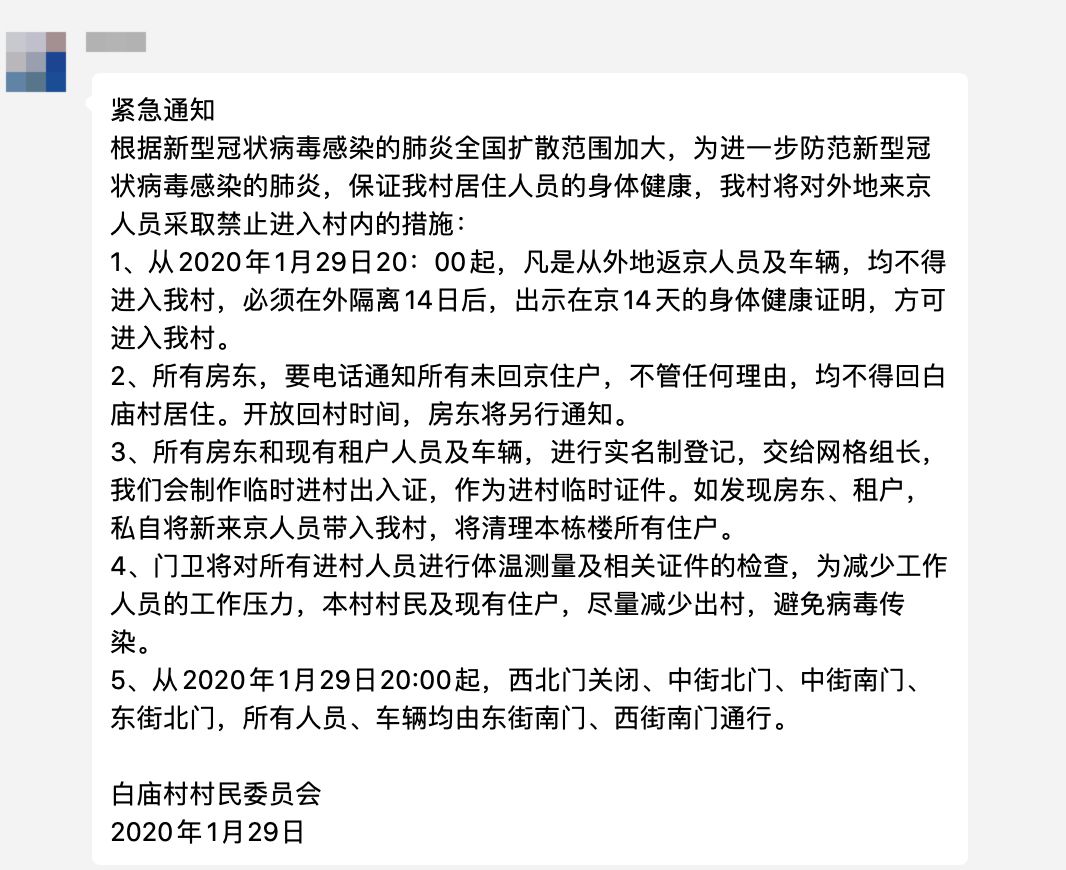 紧急通知
根据新型冠状病毒感染的肺炎全国扩散范围加大，为进一步防范新型冠
状病毒感染的肺炎，保证我村居住人员的身体健康，我村将对外地来京
人员采取禁止进入村内的措施：
1、从2020年1月29日20：00起，凡是从外地返京人员及车辆，均不得
进入我村，必须在外隔离14日后，出示在京14天的身体健康证明，方可
进入我村。
2、所有房东，要电话通知所有未回京住户，不管任何理由，均不得回白
庙村居住。开放回村时间，房东将另行通知。
3、所有房东和现有租户人员及车辆，进行实名制登记，交给网格组长，
我们会制作临时进村出入证，作为进村临时证件。如发现房东、租户，
私自将新来京人员带入我村，将清理本栋楼所有住户。
4、门卫将对所有进村人员进行体温测量及相关证件的检查，为减少工作
人员的工作压力，本村村民及现有住户，尽量减少出村，避免病毒传
染。
5、从2020年1月29日20:00起，西北门关闭、中街北门、中街南门、
东街北门，所有人员、车辆均由东街南门、西街南门通行。
白庙村村民委员会
2020年1月29日